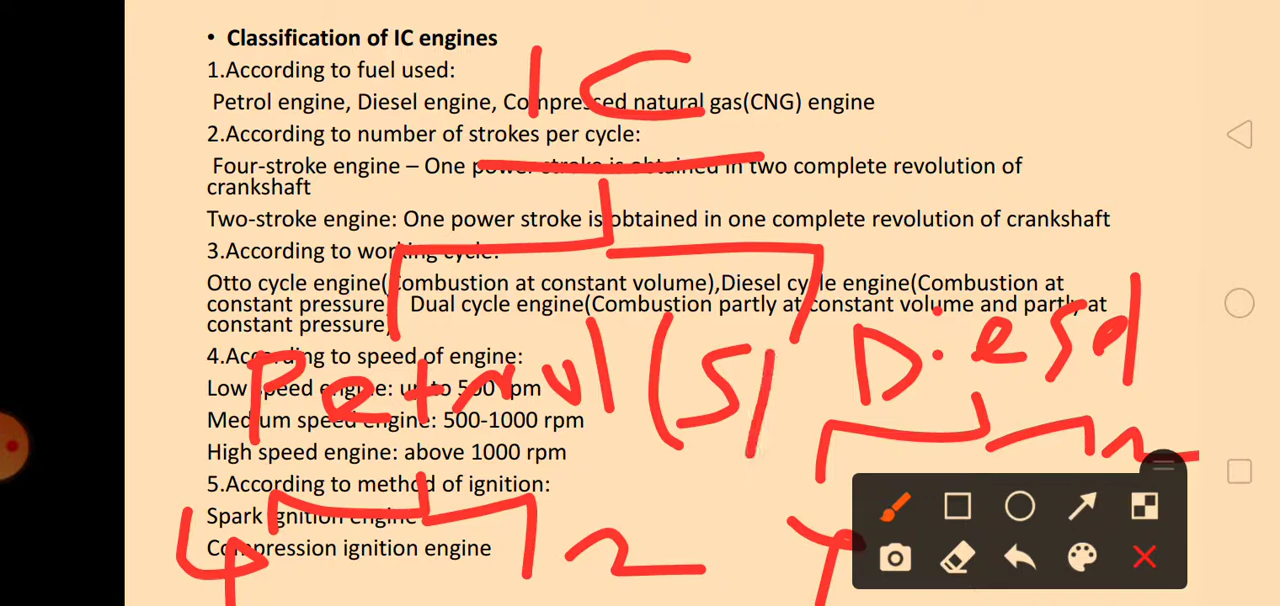 • Classification of IC engines
1.According to fuel used:
Petrol engine, Diesel engine, Compressed natural gas(CNG) engine
2.According to number of strokes per cycle:
Four-stroke engine – One power stroke is obtained in two complete revolution of
crankshaft
Two-stroke engine: One power stroke is obtained in one complete revolution of crankshaft
3.According to working cycle:
Otto cycle engine(Combustion at constant volume),Diesel cycle engine(Combustion at
constant pressure) Dual cycle engine(Combustion partly at constant volume and partly at
constant pressure)
4.According to speed of engine:
Low speed engine: up to 500 rpm
Medium speed engine: 500-1000 rpm
High speed engine: above 1000 rpm
5.According to method of ignition:
Spark ignition engine
Compression ignition engine
IC
Petrol (SI
Diesel
4
2
2
4